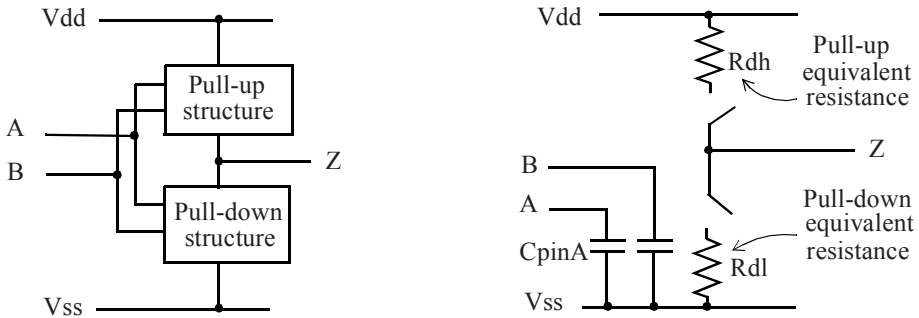 Vdd
Pull-up
structure
A
B
Z
Pull-down
structure
Vss
Vdd
Rdh
Pull-up
equivalent
resistance
Z
B
A
CpinA
Rdl
Pull-down
equivalent
resistance
Vss